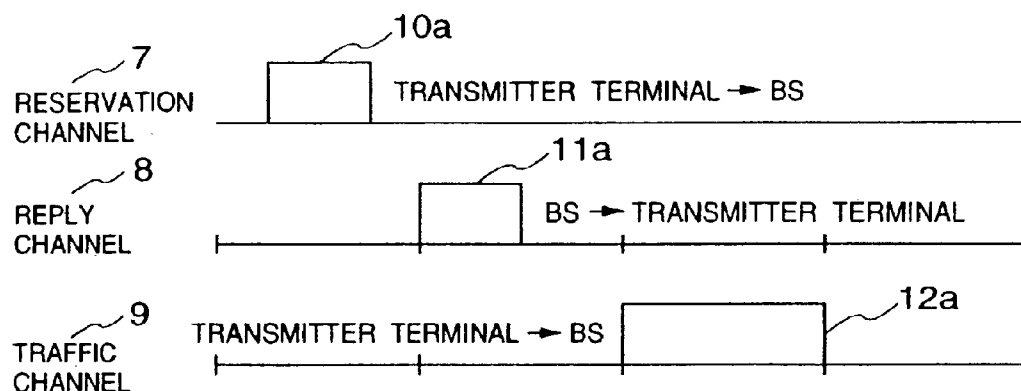 10a
7
RESERVATION
CHANNEL
TRANSMITTER TERMINAL → BS
11a
8
REPLY
CHANNEL
BS → TRANSMITTER TERMINAL
12a
9
TRAFFIC
CHANNEL
TRANSMITTER TERMINAL → BS